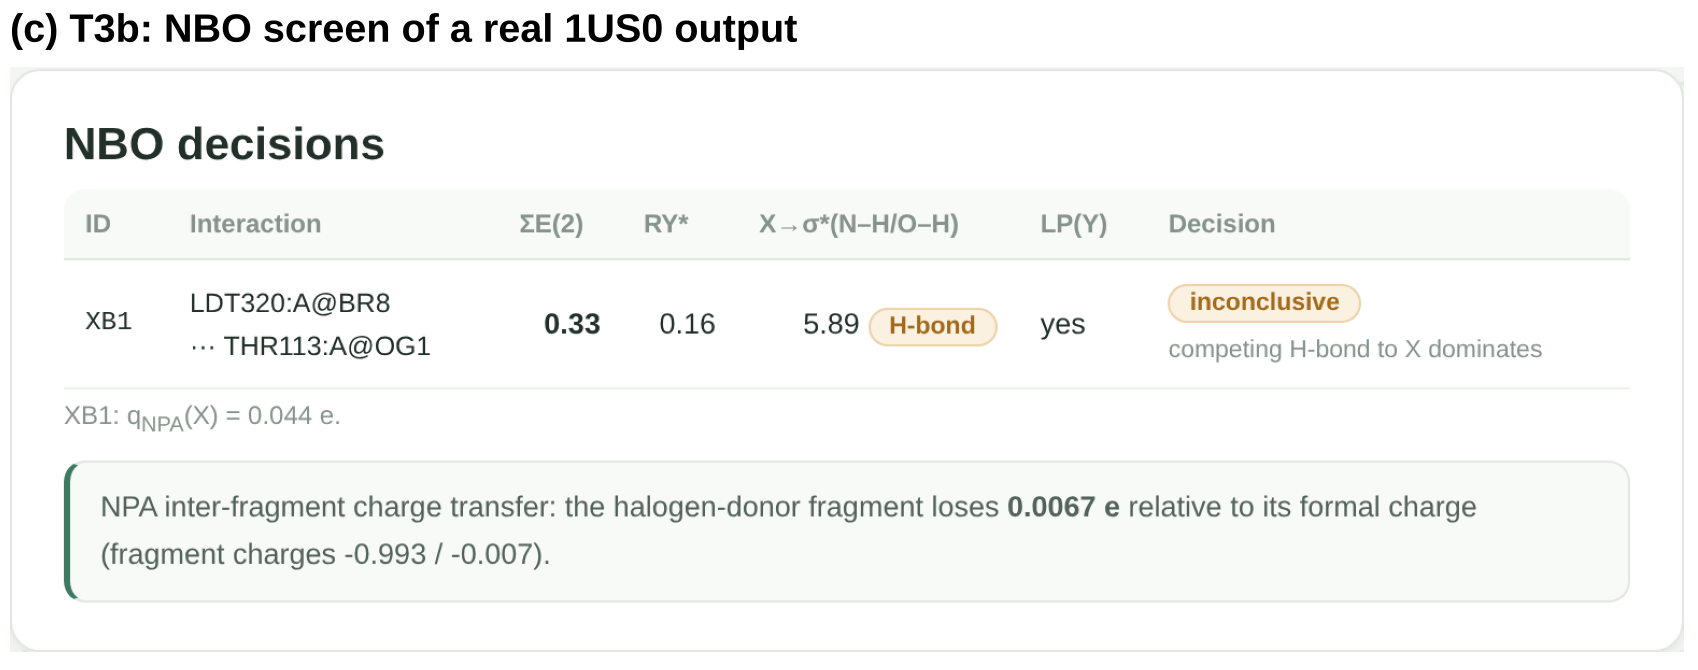 (c) T3b: NBO screen of a real 1US0 output
NBO decisions
ID Interaction ΣE(2) RY* X→σ*(N–H/O–H) LP(Y) Decision
XB1 LDT320:A@BR8 ··· THR113:A@OG1 0.33 0.16 5.89 H-bond yes inconclusive
competing H-bond to X dominates
XB1: qNPA(X) = 0.044 e.
NPA inter-fragment charge transfer: the halogen-donor fragment loses 0.0067 e relative to its formal charge
(fragment charges -0.993 / -0.007).